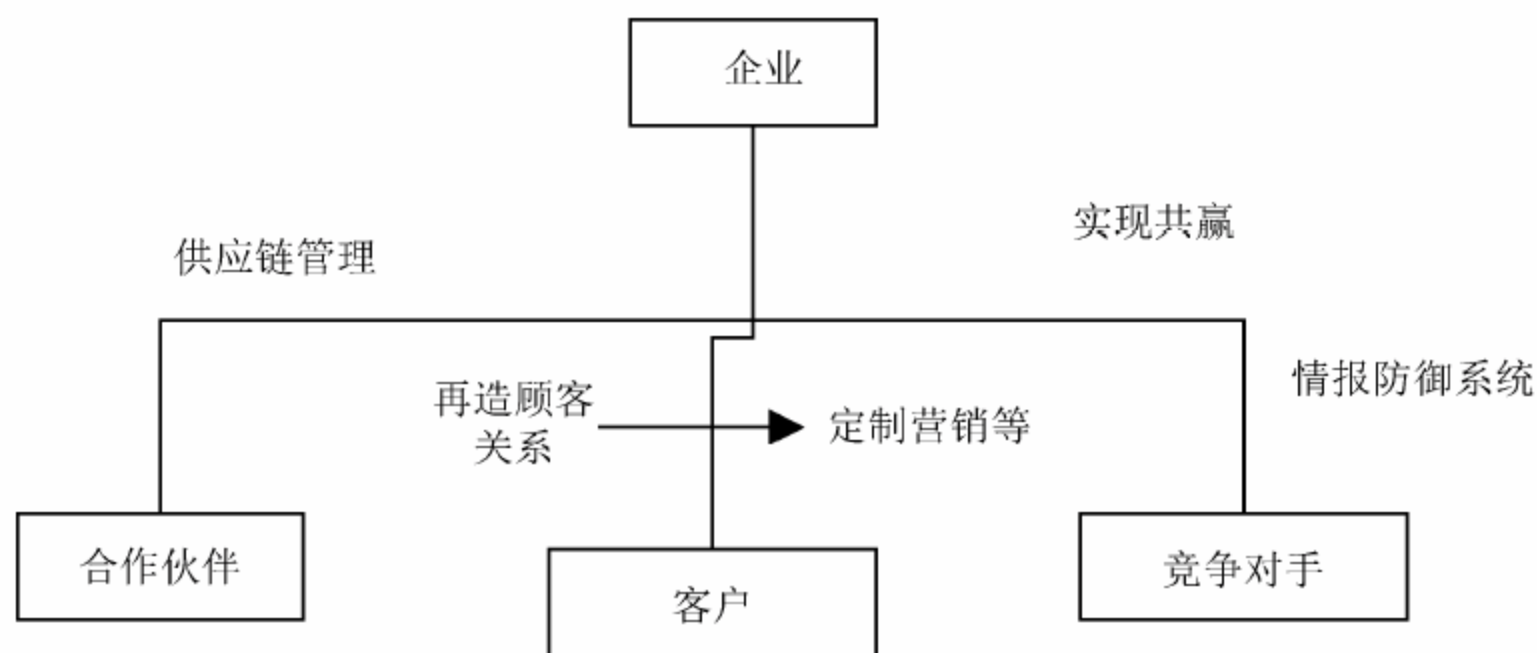 企业
实现共赢
供应链管理
情报防御系统
再造顾客
关系
定制营销等
合作伙伴
竞争对手
客户